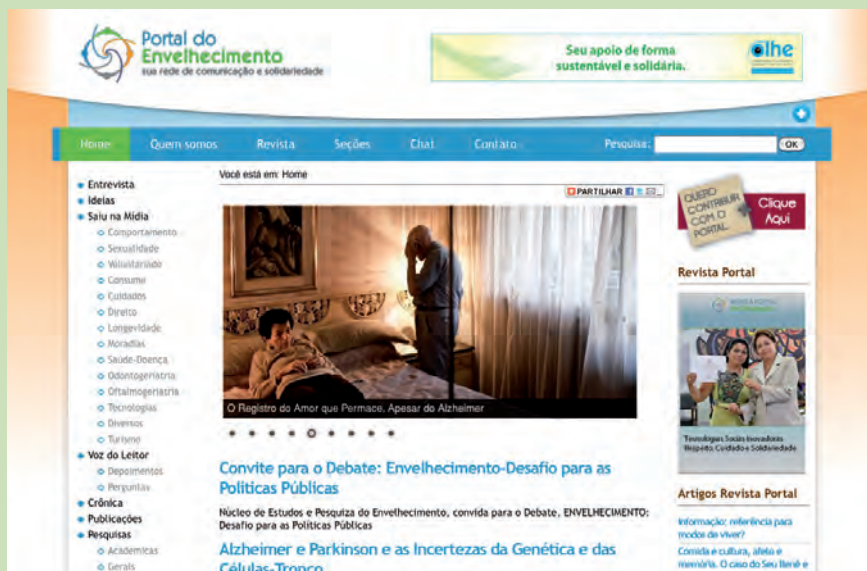 Portal do
Envelhecimento
sua rede de comunicação e solidariedade
Seu apoio de forma
sustentável e solidária.
olhe
Home Quem somos Revista Seções Chat Contato Pesquisa: OK
Você está em: Home
PARTILHAR
Entrevista
Ideias
Saiu na Mídia
Comportamento
Sexualidade
Voluntariado
Consumo
Cuidados
Direito
Longevidade
Moradias
Saúde-Doença
Odontogeriatria
Oftalmogeriatria
Tecnologias
Diversos
Turismo
Voz do Leitor
Depoimentos
Perguntas
Crônica
Publicações
Pesquisas
Academicas
Gerais
O Registro do Amor que Permace, Apesar do Alzheimer
Convite para o Debate: Envelhecimento-Desafio para as
Políticas Públicas
Núcleo de Estudos e Pesquiza do Envelhecimento, convida para o Debate, ENVELHECIMENTO:
Desafio para as Políticas Públicas
Alzheimer e Parkinson e as Incertezas da Genética e das
Células-Tronco
QUERO
CONTRIBUIR
COM O
PORTAL
Clique
Aqui
Revista Portal
Tecnologias Sociais Inovadoras
Respeito, Cuidado e Solidariedade
Artigos Revista Portal
Informação: referência para
modos de viver?
Comida e cultura, afeto e
memória. O caso do Seu Renê e